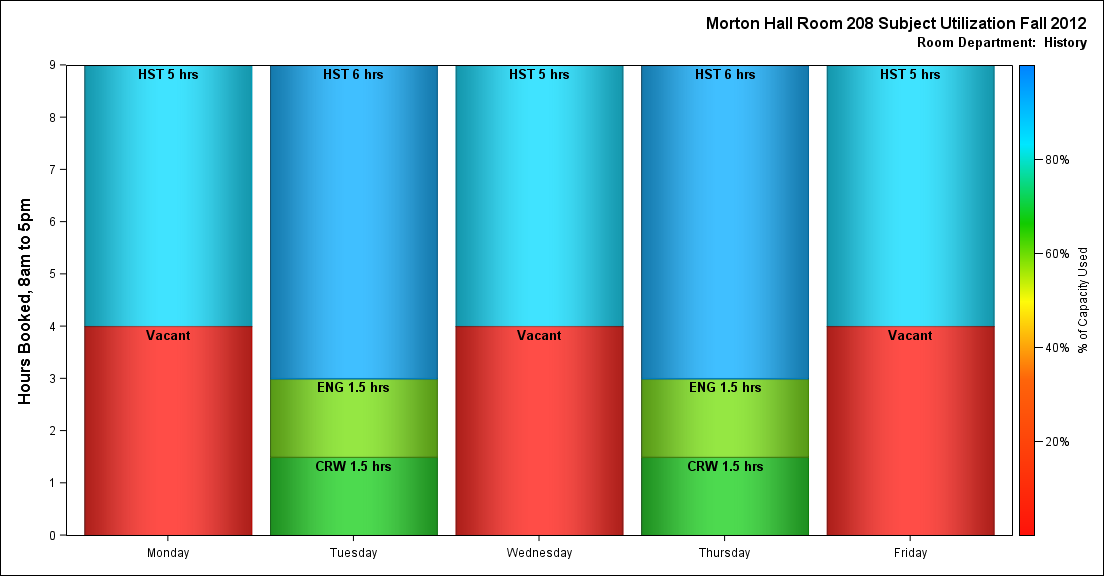 Morton Hall Room 208 Subject Utilization Fall 2012
Room Department:  History
Hours Booked, 8am to 5pm
9
8
7
6
5
4
3
2
1
0
HST 5 hrs
HST 6 hrs
HST 5 hrs
HST 6 hrs
HST 5 hrs
Vacant
Vacant
Vacant
ENG 1.5 hrs
ENG 1.5 hrs
CRW 1.5 hrs
CRW 1.5 hrs
Monday
Tuesday
Wednesday
Thursday
Friday
80%
60%
40%
20%
% of Capacity Used